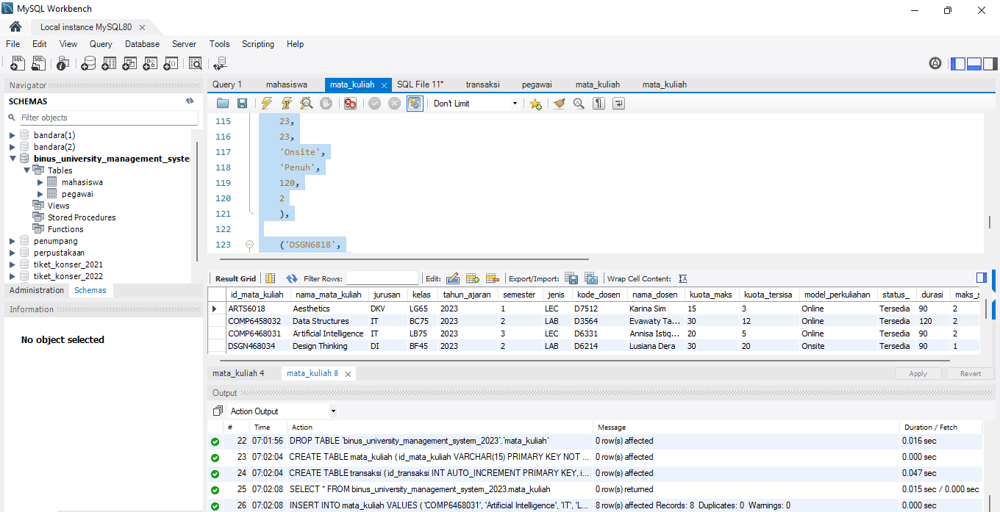 MySQL Workbench
Local instance MySQL80
File Edit View Query Database Server Tools Scripting Help
Navigator
SCHEMAS
Filter objects
bandara(1)
bandara(2)
binus_university_management_syste
Tables
mahasiswa
pegawai
Views
Stored Procedures
Functions
penumpang
perpustakaan
tiket_konser_2021
tiket_konser_2022
Administration Schemas
Information
No object selected
Query 1 mahasiswa mata_kuliah SQL File 11* transaksi pegawai mata_kuliah mata_kuliah
Don't Limit
115 23,
116 23,
117 'Onsite',
118 'Penuh',
119 120,
120 2
121 ),
122
123 ('DSGN6818',
Result Grid Filter Rows: Edit: Export/Import: Wrap Cell Content:
id_mata_kuliah nama_mata_kuliah jurusan kelas tahun_ajaran semester jenis kode_dosen nama_dosen kuota_maks kuota_tersisa model_perkuliahan status_ durasi maks_s
ARTS6018 Aesthetics DKV LG65 2023 1 LEC D7512 Karina Sim 15 3 Online Tersedia 90 2
COMP6458032 Data Structures IT BC75 2023 2 LAB D3564 Evawaty Ta... 30 12 Online Tersedia 120 2
COMP6468031 Artificial Intelligence IT LB75 2023 3 LEC D6331 Annisa Istiq... 20 5 Online Tersedia 90 2
DSGN468034 Design Thinking DI BF45 2023 2 LAB D6214 Lusiana Dera 30 20 Onsite Tersedia 90 1
mata_kuliah 4 mata_kuliah 8 Apply Revert
Output
Action Output
# Time Action Message Duration / Fetch
22 07:01:56 DROP TABLE `binus_university_management_system_2023`.`mata_kuliah` 0 row(s) affected 0.016 sec
23 07:02:04 CREATE TABLE mata_kuliah ( id_mata_kuliah VARCHAR(15) PRIMARY KEY NOT ... 0 row(s) affected 0.000 sec
24 07:02:04 CREATE TABLE transaksi ( id_transaksi INT AUTO_INCREMENT PRIMARY KEY, i... 0 row(s) affected 0.047 sec
25 07:02:08 SELECT * FROM binus_university_management_system_2023.mata_kuliah 0 row(s) returned 0.015 sec / 0.000 sec
26 07:02:08 INSERT INTO mata_kuliah VALUES ( 'COMP6468031', 'Artificial Intelligence', 'IT', 'L... 8 row(s) affected Records: 8 Duplicates: 0 Warnings: 0 0.000 sec